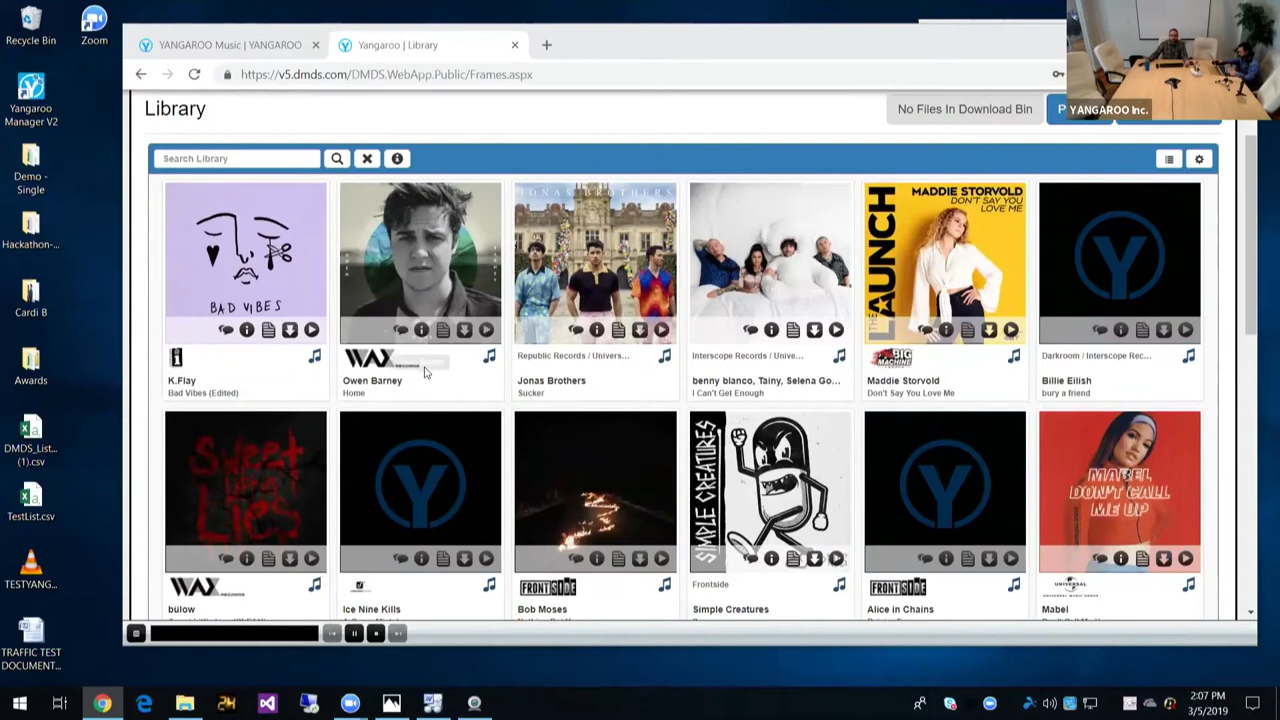 Recycle Bin
Zoom
Yangaroo
Manager V2
Demo -
Single
Hackathon-...
Cardi B
Awards
DMDS_List...
(1).csv
TestList.csv
TESTYANG...
TRAFFIC TEST
DOCUMENT...
YANGAROO Music | YANGAROO
Yangaroo | Library
https://v5.dmds.com/DMDS.WebApp.Public/Frames.aspx
YANGAROO Inc.
Library
No Files In Download Bin
P
Search Library
BAD VIBES
JONAS BROTHERS
THE LAUNCH
MADDIE STORVOLD
DON'T SAY YOU
LOVE ME
WAX RECORDS
Republic Records / Univers...
Interscope Records / Unive...
BIG MACHINE
Darkroom / Interscope Rec...
K.Flay
Owen Barney
Jonas Brothers
benny blanco, Tainy, Selena Go...
Maddie Storvold
Billie Eilish
Bad Vibes (Edited)
Home
Sucker
I Can't Get Enough
Don't Say You Love Me
bury a friend
Sweet Little Lies
SIMPLE CREATURES
MABEL
DON'T CALL
ME UP
WAX RECORDS
FRONTSIDE
Frontside
FRONTSIDE
UNIVERSAL
bülow
Ice Nine Kills
Bob Moses
Simple Creatures
Alice in Chains
Mabel
2:07 PM
3/5/2019